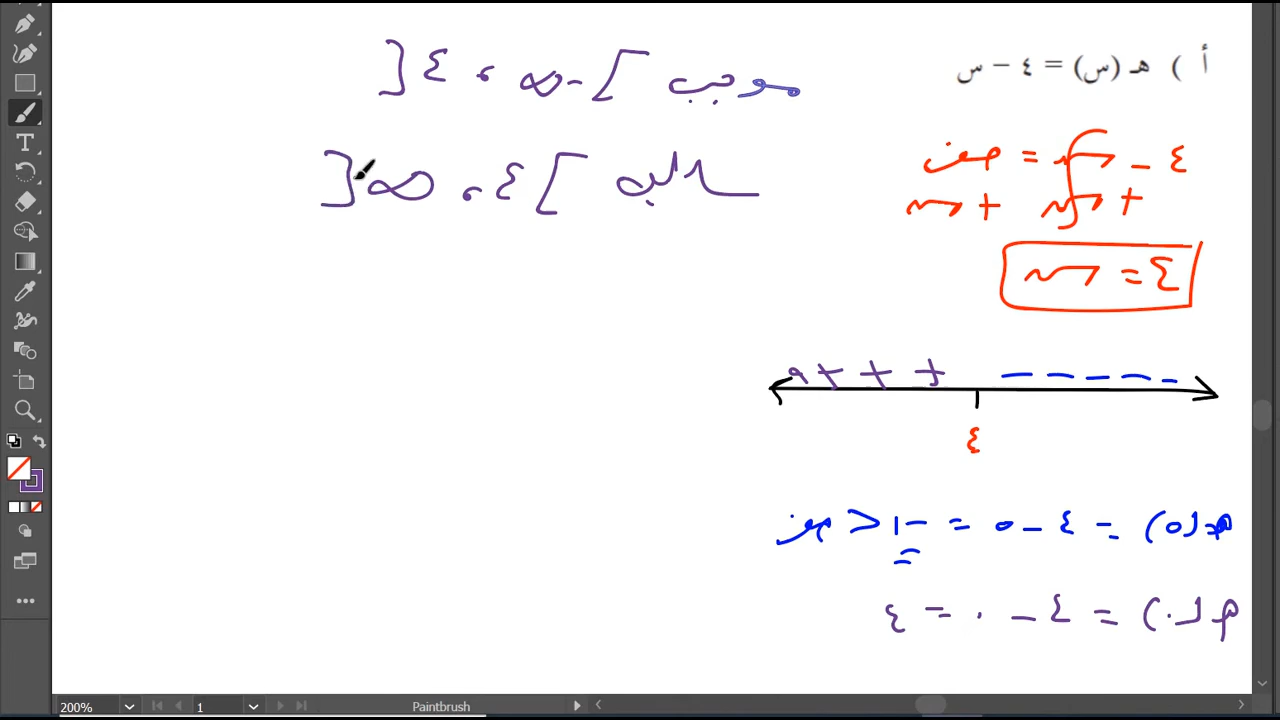 أ ) هـ (س) = ٤ − س
٤ − س = صفر
+ س + س
٤ = س
موجب ]−∞ ، ٤[
سالب ]٤ ، ∞[
+ + + − − − − −
٤
هـ(٥) = ٤ − ٥ = −١ < صفر
هـ(٠) = ٤ − ٠ = ٤
200%
1
Paintbrush